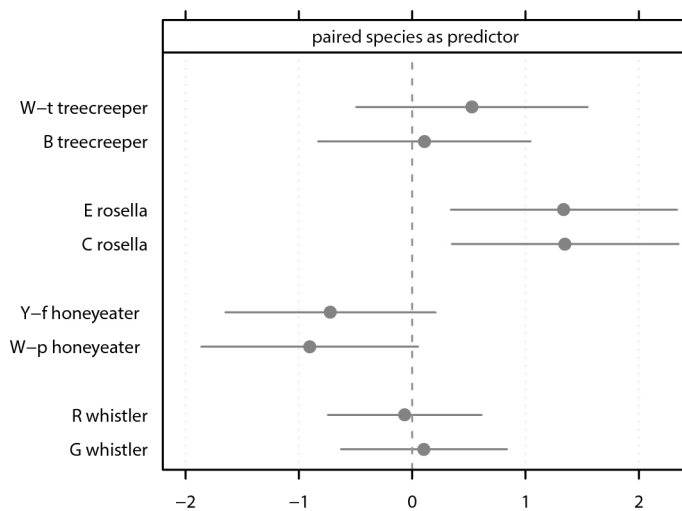 paired species as predictor
W−t treecreeper
B treecreeper
E rosella
C rosella
Y−f honeyeater
W−p honeyeater
R whistler
G whistler
−2 −1 0 1 2